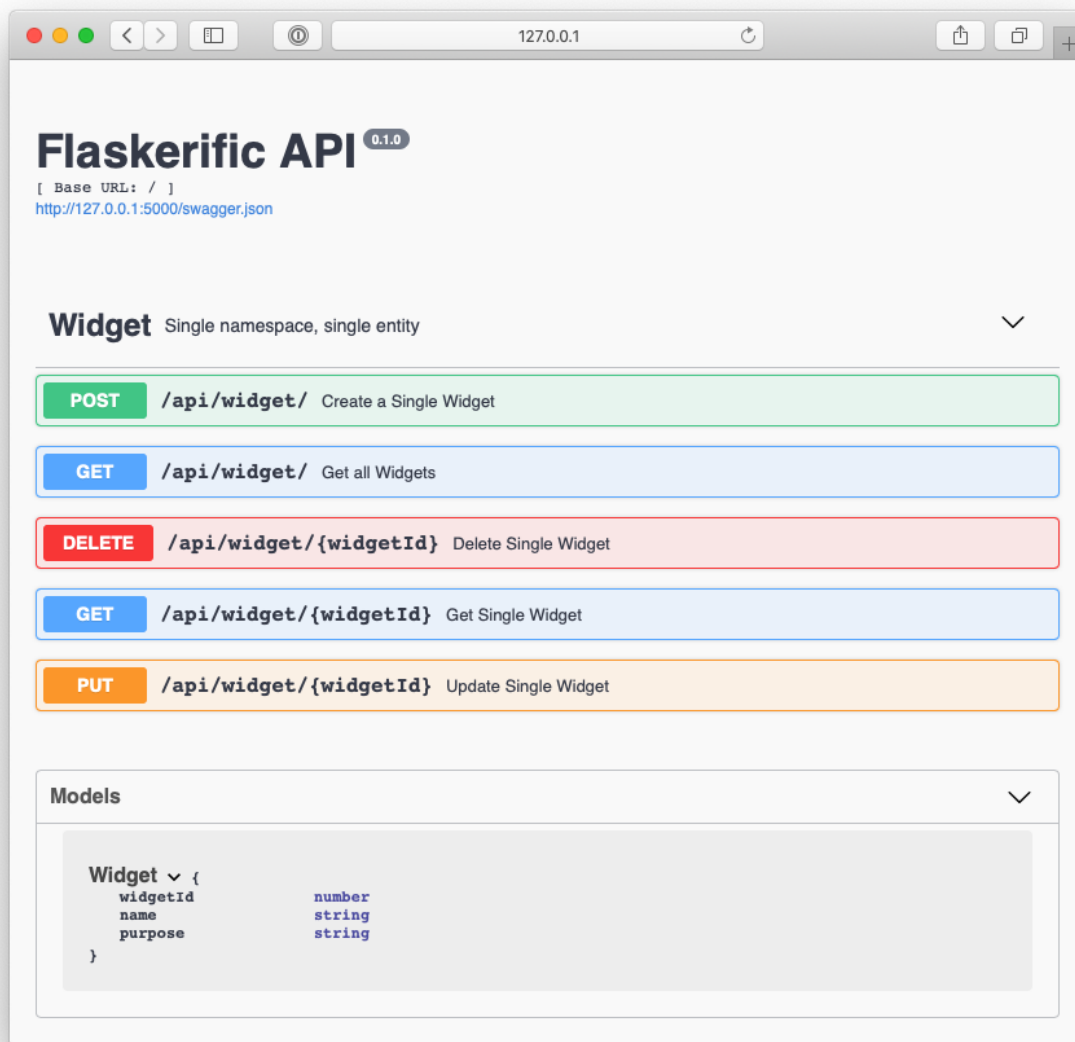 127.0.0.1
Flaskerific API 0.1.0
[ Base URL: / ]
http://127.0.0.1:5000/swagger.json
Widget Single namespace, single entity
POST /api/widget/ Create a Single Widget
GET /api/widget/ Get all Widgets
DELETE /api/widget/{widgetId} Delete Single Widget
GET /api/widget/{widgetId} Get Single Widget
PUT /api/widget/{widgetId} Update Single Widget
Models
Widget {
widgetId number
name string
purpose string
}